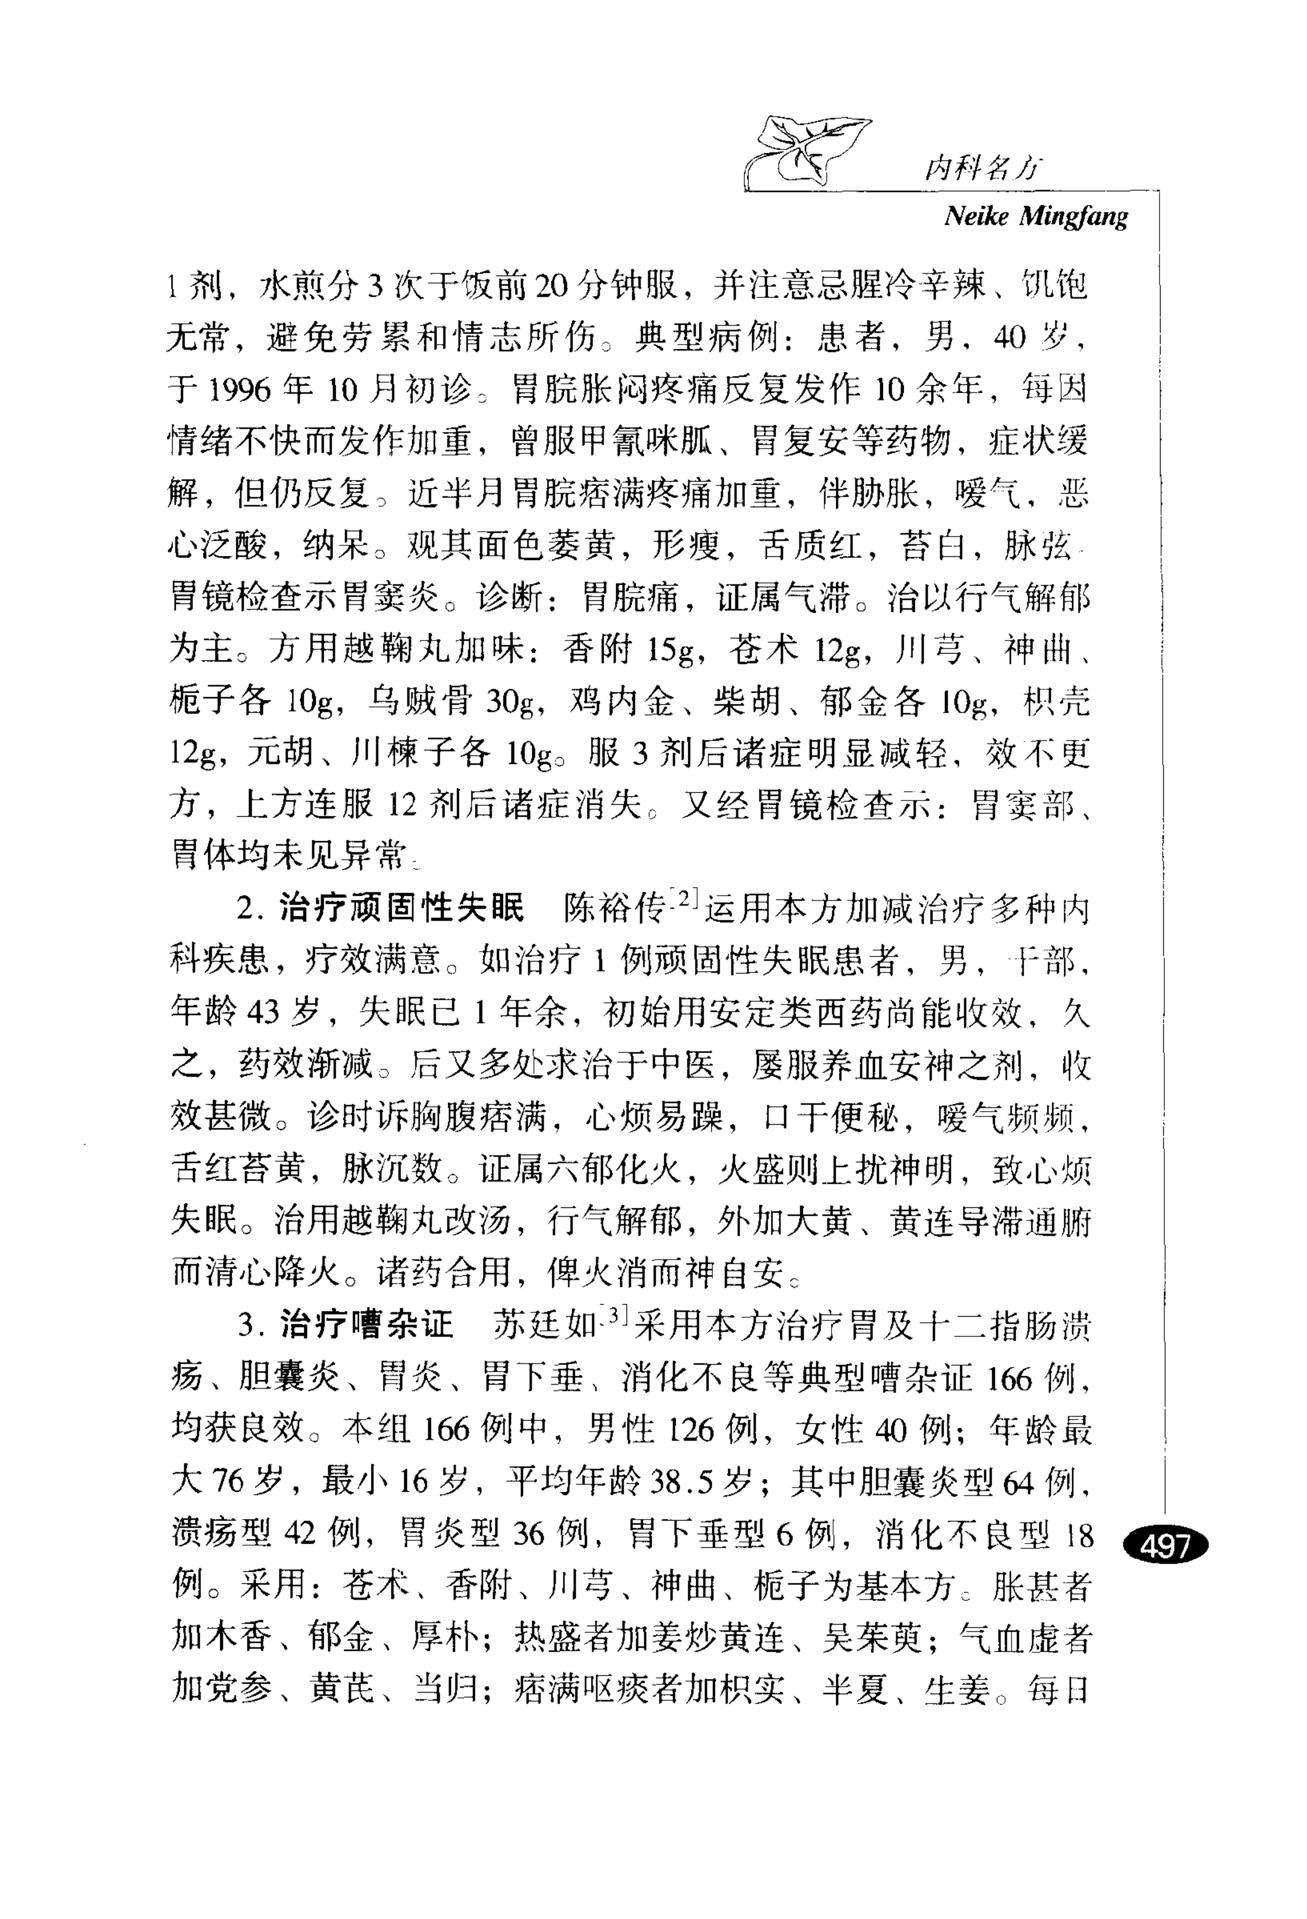 内科名方
Neike Mingfang
1剂，水煎分3次于饭前20分钟服，并注意忌腥冷辛辣、饥饱
无常，避免劳累和情志所伤。典型病例：患者，男，40岁，
于1996年10月初诊。胃脘胀闷疼痛反复发作10余年，每因
情绪不快而发作加重，曾服甲氰咪胍、胃复安等药物，症状缓
解，但仍反复。近半月胃脘痞满疼痛加重，伴胁胀，嗳气，恶
心泛酸，纳呆。观其面色萎黄，形瘦，舌质红，苔白，脉弦。
胃镜检查示胃窦炎。诊断：胃脘痛，证属气滞。治以行气解郁
为主。方用越鞠丸加味：香附15g，苍术12g，川芎、神曲、
栀子各10g，乌贼骨30g，鸡内金、柴胡、郁金各10g，枳壳
12g，元胡、川楝子各10g。服3剂后诸症明显减轻，效不更
方，上方连服12剂后诸症消失。又经胃镜检查示：胃窦部、
胃体均未见异常。
2. 治疗顽固性失眠　陈裕传[2]运用本方加减治疗多种内
科疾患，疗效满意。如治疗1例顽固性失眠患者，男，干部，
年龄43岁，失眠已1年余，初始用安定类西药尚能收效，久
之，药效渐减。后又多处求治于中医，屡服养血安神之剂，收
效甚微。诊时诉胸腹痞满，心烦易躁，口干便秘，嗳气频频，
舌红苔黄，脉沉数。证属六郁化火，火盛则上扰神明，致心烦
失眠。治用越鞠丸改汤，行气解郁，外加大黄、黄连导滞通腑
而清心降火。诸药合用，俾火消而神自安。
3. 治疗嘈杂证　苏廷如[3]采用本方治疗胃及十二指肠溃
疡、胆囊炎、胃炎、胃下垂、消化不良等典型嘈杂证166例，
均获良效。本组166例中，男性126例，女性40例；年龄最
大76岁，最小16岁，平均年龄38.5岁；其中胆囊炎型64例，
溃疡型42例，胃炎型36例，胃下垂型6例，消化不良型18
例。采用：苍术、香附、川芎、神曲、栀子为基本方。胀甚者
加木香、郁金、厚朴；热盛者加姜炒黄连、吴茱萸；气血虚者
加党参、黄芪、当归；痞满呕痰者加枳实、半夏、生姜。每日
497